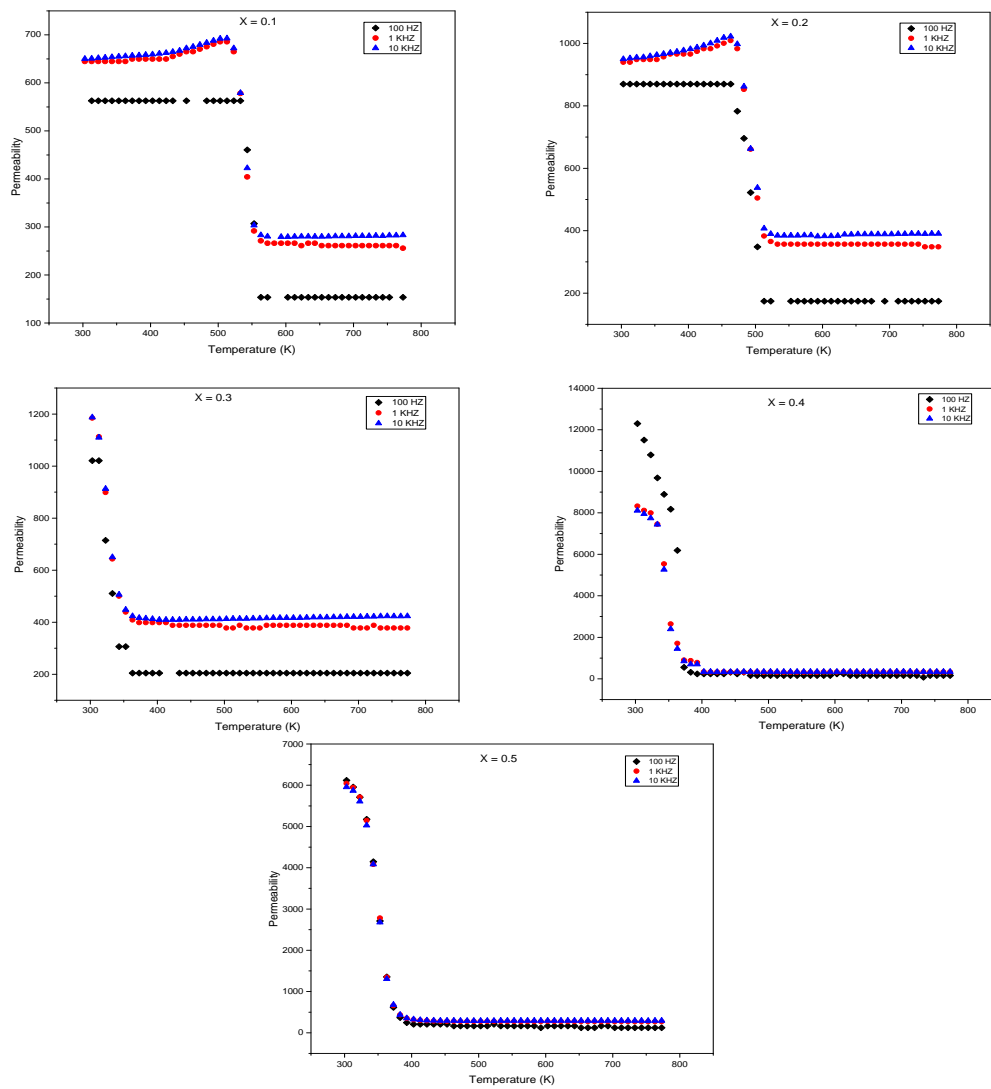 X = 0.1
100 HZ
1 KHZ
10 KHZ
700
600
500
400
300
200
100
Permeability
300 400 500 600 700 800
Temperature (K)
X = 0.2
100 HZ
1 KHZ
10 KHZ
1000
800
600
400
200
Permeability
300 400 500 600 700 800
Temperature (K)
X = 0.3
100 HZ
1 KHZ
10 KHZ
1200
1000
800
600
400
200
Permeability
300 400 500 600 700 800
Temperature (K)
X = 0.4
100 HZ
1 KHZ
10 KHZ
14000
12000
10000
8000
6000
4000
2000
0
Permeability
300 400 500 600 700 800
Temperature (K)
X = 0.5
100 HZ
1 KHZ
10 KHZ
7000
6000
5000
4000
3000
2000
1000
0
Permeability
300 400 500 600 700 800
Temperature (K)